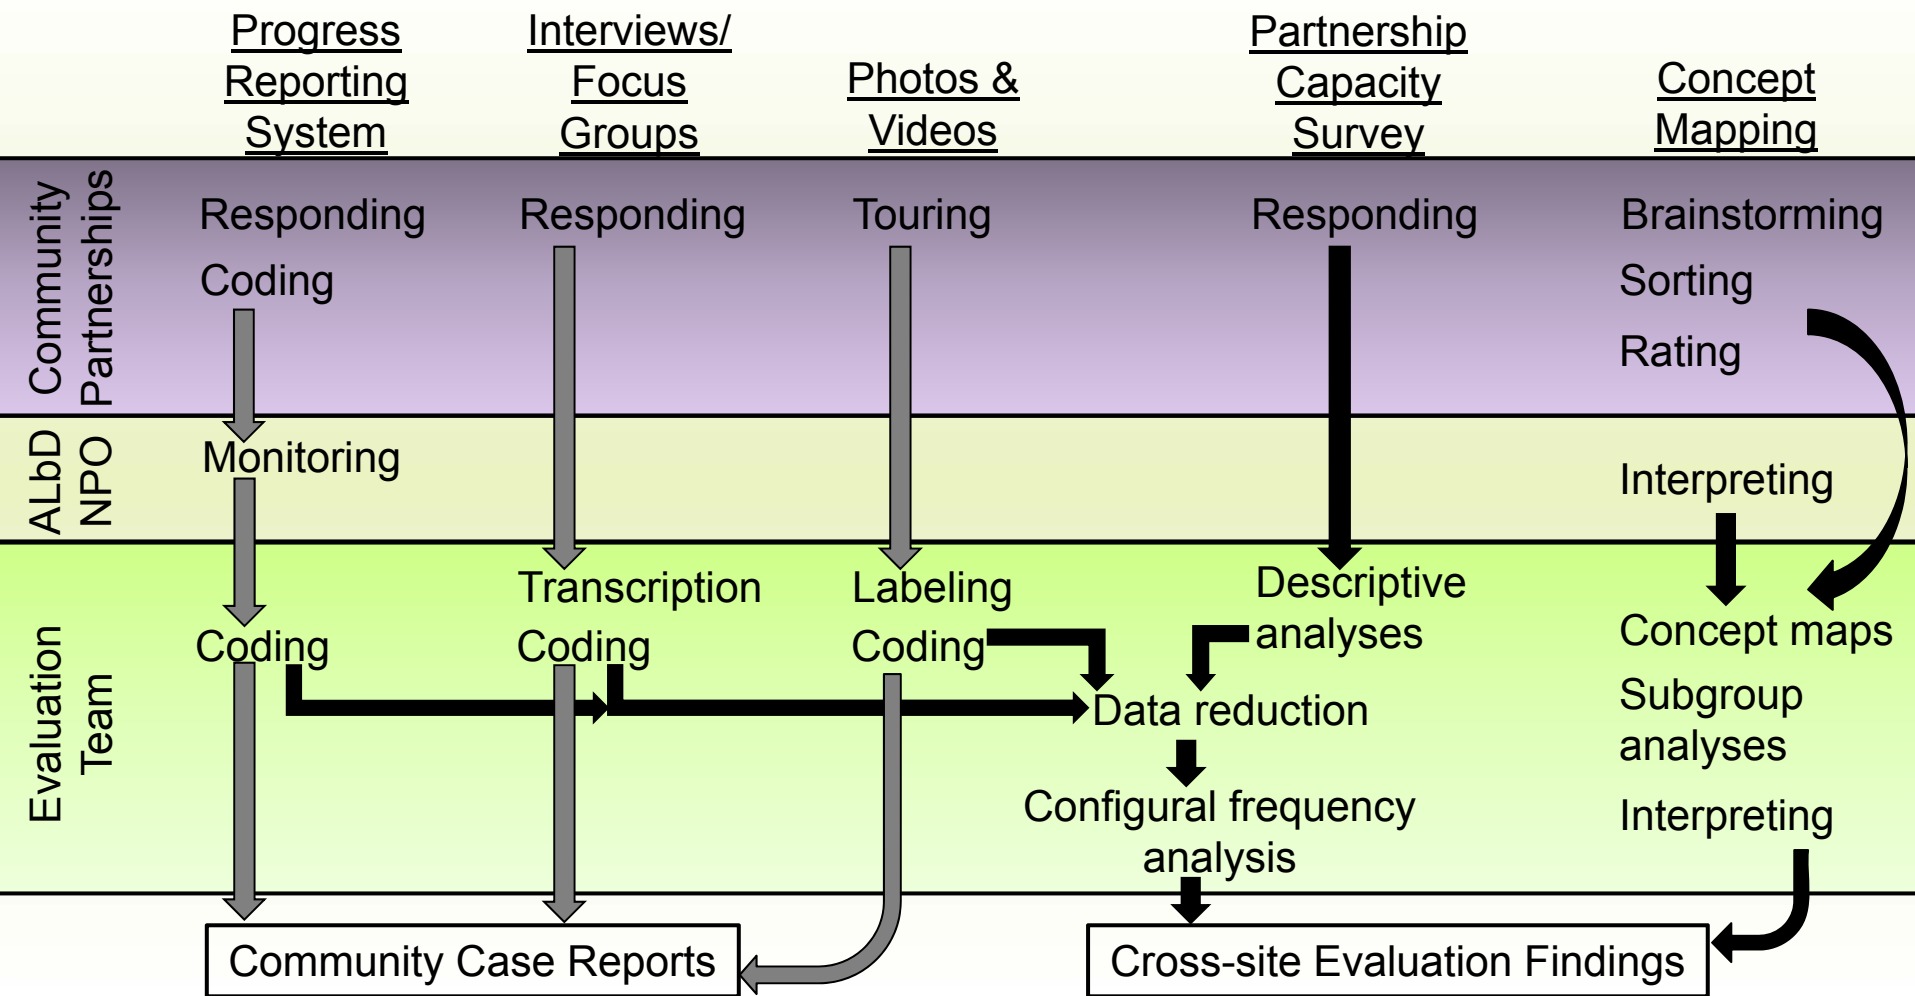 Progress
Reporting
System
Interviews/
Focus
Groups
Photos &
Videos
Partnership
Capacity
Survey
Concept
Mapping
Community
Partnerships
Responding
Coding
Responding
Touring
Responding
Brainstorming
Sorting
Rating
ALbD
NPO
Monitoring
Interpreting
Evaluation
Team
Coding
Transcription
Coding
Labeling
Coding
Descriptive
analyses
Data reduction
Configural frequency
analysis
Concept maps
Subgroup
analyses
Interpreting
Community Case Reports
Cross-site Evaluation Findings